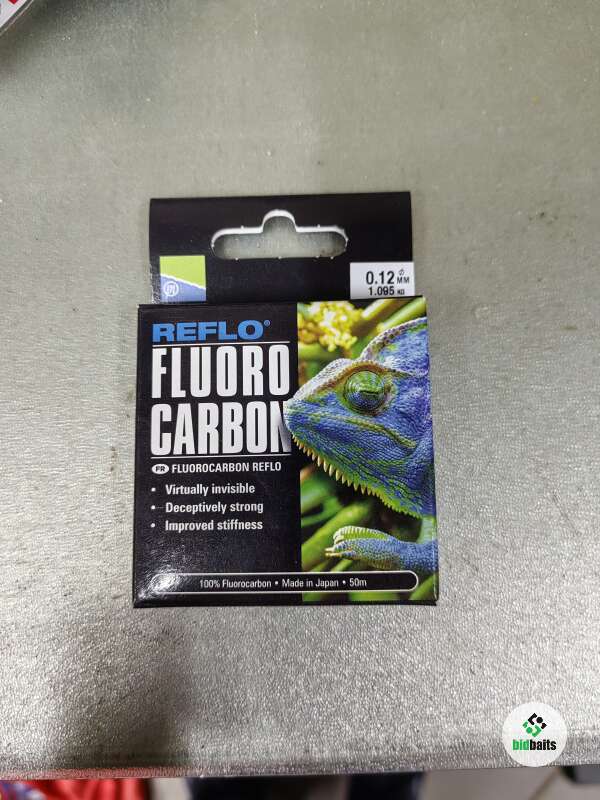 0.12 Ø MM
1.095 KG
REFLO®
FLUORO
CARBON
FR FLUOROCARBON REFLO
• Virtually invisible
• Deceptively strong
• Improved stiffness
100% Fluorocarbon • Made in Japan • 50m
bidbaits